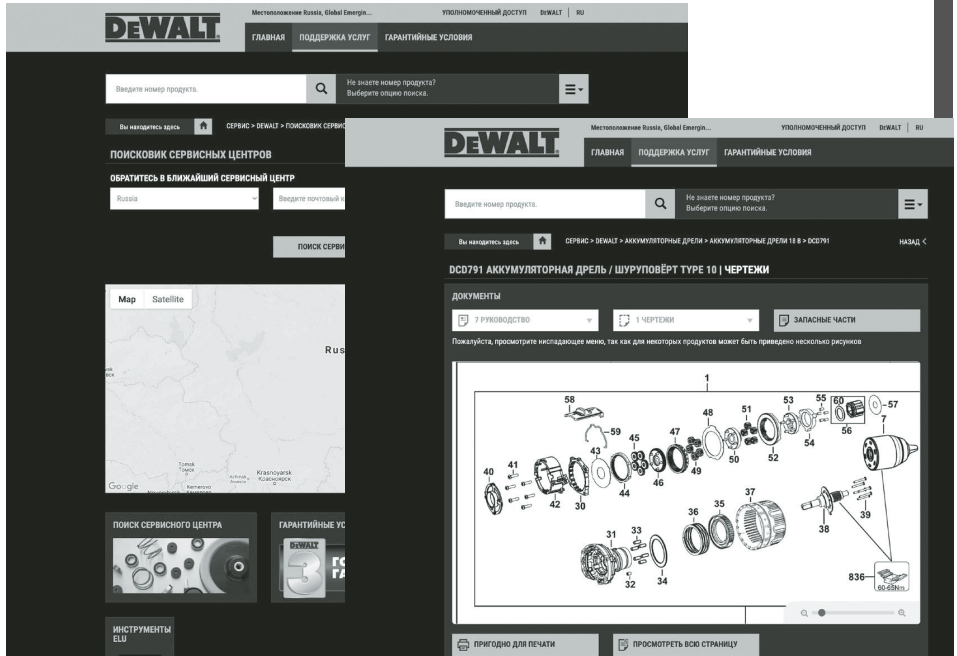 DEWALT
Местоположение Russia, Global Emergin...
УПОЛНОМОЧЕННЫЙ ДОСТУП
DEWALT
RU
ГЛАВНАЯ
ПОДДЕРЖКА УСЛУГ
ГАРАНТИЙНЫЕ УСЛОВИЯ
Введите номер продукта.
Не знаете номер продукта?
Выберите опцию поиска.
Вы находитесь здесь
СЕРВИС > DEWALT > ПОИСКОВИК СЕРВИС
ПОИСКОВИК СЕРВИСНЫХ ЦЕНТРОВ
ОБРАТИТЕСЬ В БЛИЖАЙШИЙ СЕРВИСНЫЙ ЦЕНТР
Russia
Введите почтовый к
ПОИСК СЕРВИ
Map
Satellite
Rus
Tomsk
Томск
Krasnoyarsk
Красноярск
Kemerovo
Google
ПОИСК СЕРВИСНОГО ЦЕНТРА
ГАРАНТИЙНЫЕ УС
DEWALT
3
ГО
ГА
ИНСТРУМЕНТЫ
ELU
DEWALT
Местоположение Russia, Global Emergin...
УПОЛНОМОЧЕННЫЙ ДОСТУП
DEWALT
RU
ГЛАВНАЯ
ПОДДЕРЖКА УСЛУГ
ГАРАНТИЙНЫЕ УСЛОВИЯ
Введите номер продукта.
Не знаете номер продукта?
Выберите опцию поиска.
Вы находитесь здесь
СЕРВИС > DEWALT > АККУМУЛЯТОРНЫЕ ДРЕЛИ > АККУМУЛЯТОРНЫЕ ДРЕЛИ 18 В > DCD791
НАЗАД <
DCD791 АККУМУЛЯТОРНАЯ ДРЕЛЬ / ШУРУПОВЁРТ TYPE 10 | ЧЕРТЕЖИ
ДОКУМЕНТЫ
7 РУКОВОДСТВО
1 ЧЕРТЕЖИ
ЗАПАСНЫЕ ЧАСТИ
Пожалуйста, просмотрите ниспадающее меню, так как для некоторых продуктов может быть приведено несколько рисунков
1
58
59
43
45
47
48
51
53
55
60
57
7
56
54
52
50
49
46
44
30
42
41
40
37
35
36
33
31
32
34
38
39
836
60-65Nm
ПРИГОДНО ДЛЯ ПЕЧАТИ
ПРОСМОТРЕТЬ ВСЮ СТРАНИЦУ